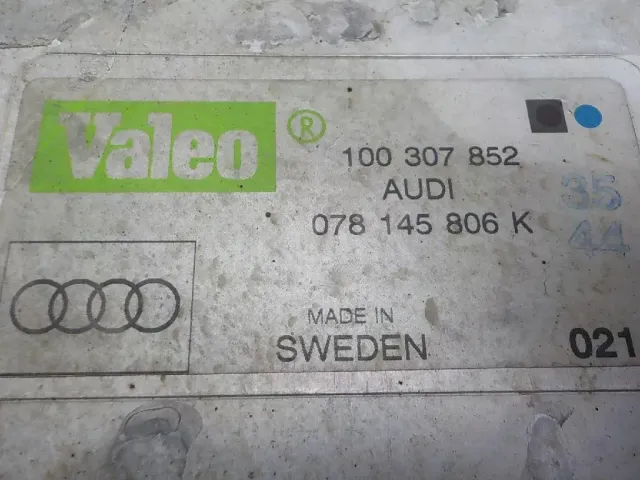 Valeo ®
100 307 852
AUDI
078 145 806 K
35
44
MADE IN
SWEDEN
021